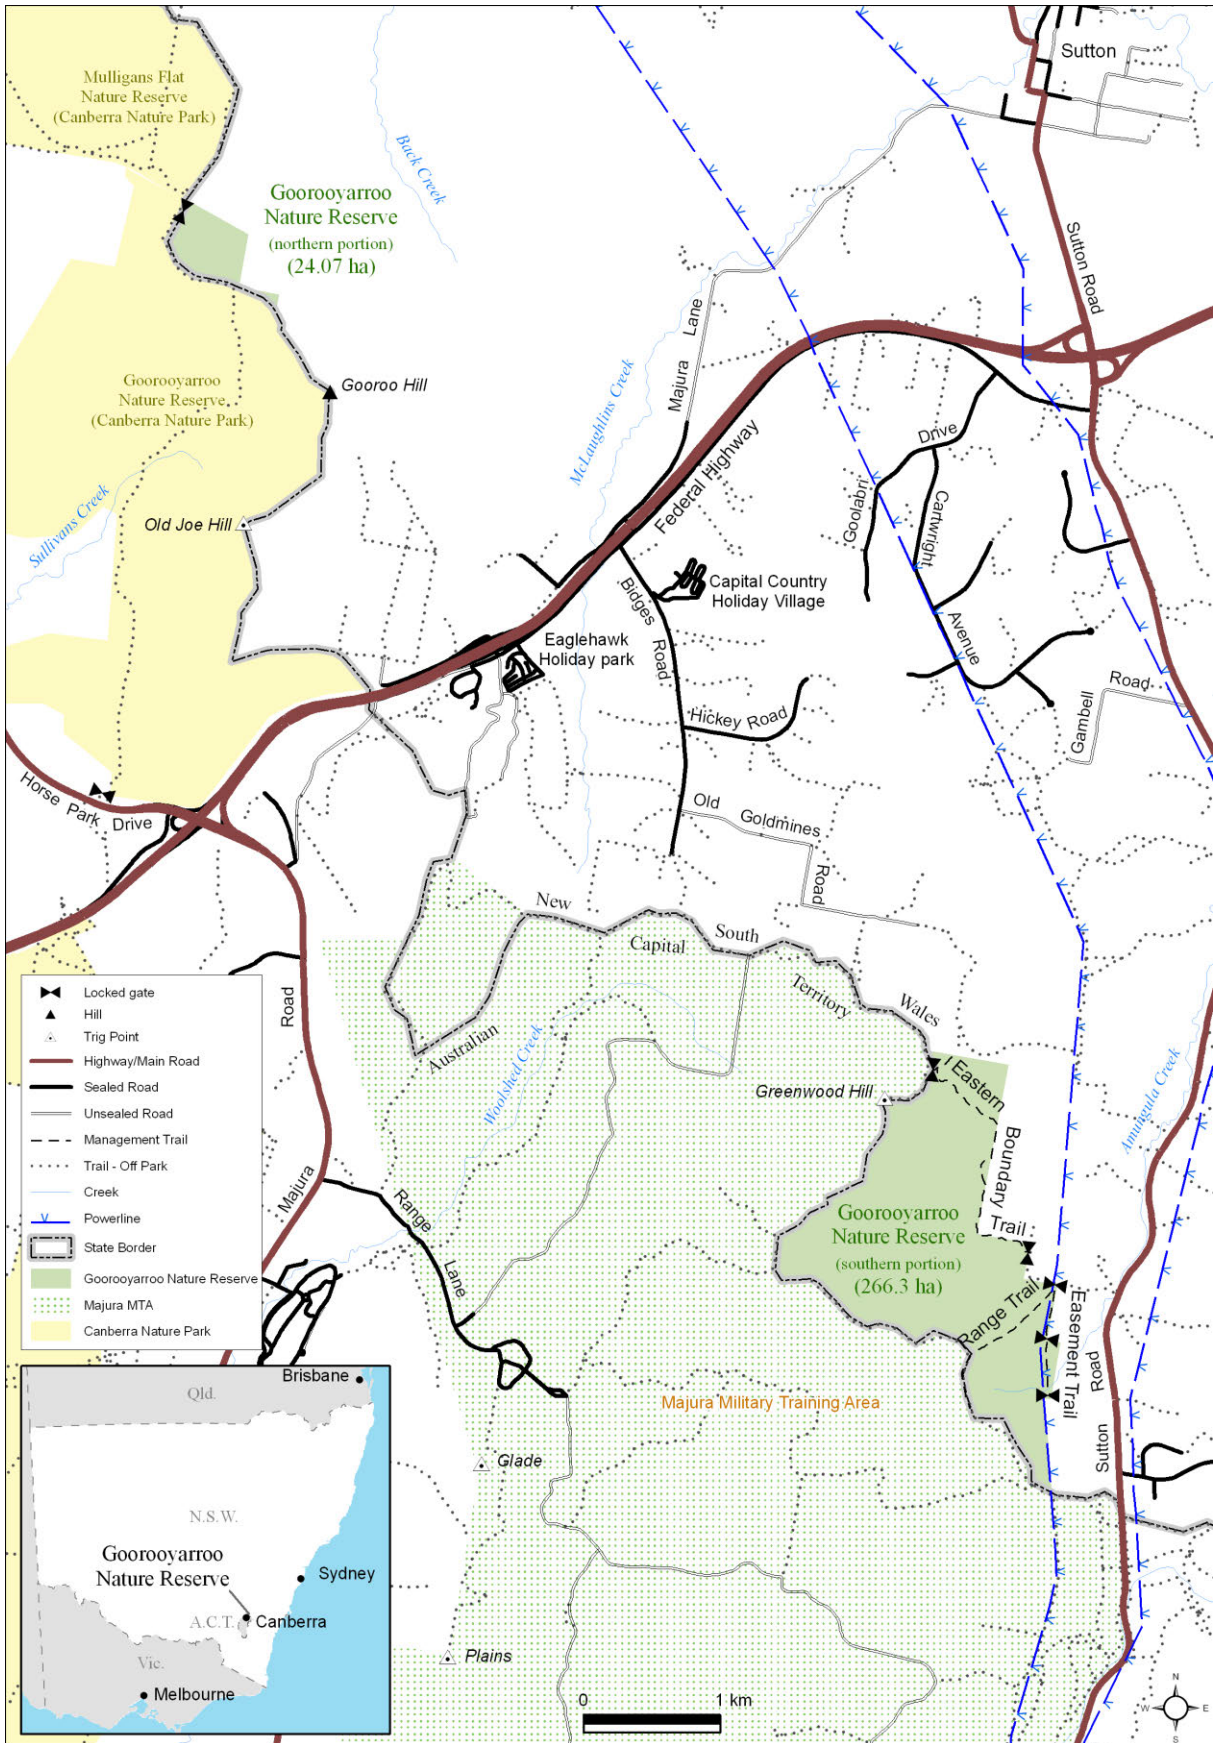 Sutton
Mulligans Flat
Nature Reserve
(Canberra Nature Park)
Back Creek
Goorooyarroo
Nature Reserve
(northern portion)
(24.07 ha)
Sutton Road
Majura Lane
Gooroo Hill
Goorooyarroo
Nature Reserve
(Canberra Nature Park)
McLaughlins Creek
Federal Highway
Goolabri Drive
Cartwright Avenue
Sullivans Creek
Old Joe Hill
Capital Country
Holiday Village
Bidges Road
Eaglehawk
Holiday park
Gambell Road
Hickey Road
Horse Park Drive
Old Goldmines Road
New South Wales
Australian Capital Territory
Majura Road
Woolshed Creek
Greenwood Hill
Eastern Boundary Trail
Amungula Creek
Range Lane
Goorooyarroo
Nature Reserve
(southern portion)
(266.3 ha)
Range Trail
Easement Trail
Sutton Road
Majura Military Training Area
Glade
Plains
Locked gate
Hill
Trig Point
Highway/Main Road
Sealed Road
Unsealed Road
Management Trail
Trail - Off Park
Creek
Powerline
State Border
Goorooyarroo Nature Reserve
Majura MTA
Canberra Nature Park
Brisbane
Qld.
N.S.W.
Goorooyarroo
Nature Reserve
Sydney
A.C.T.
Canberra
Vic.
Melbourne
0 1 km
N
W E
S